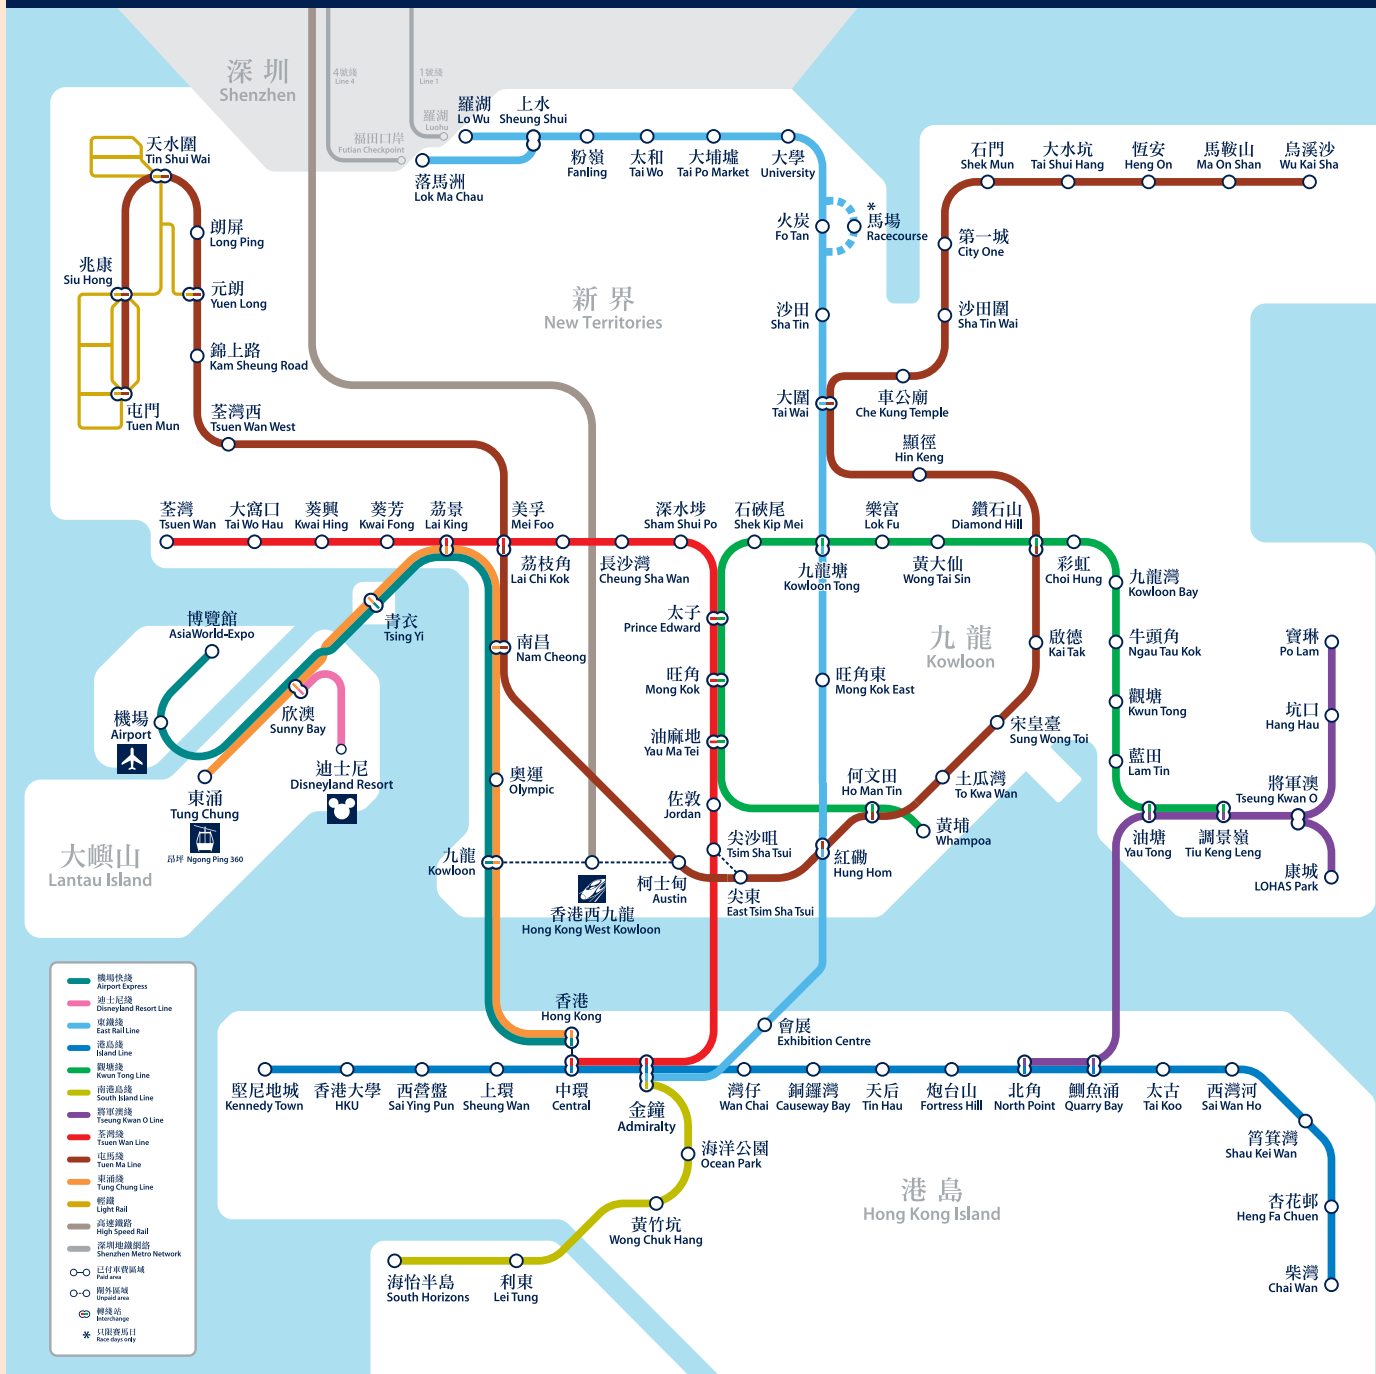 深圳
Shenzhen
4號綫
Line 4
1號綫
Line 1
羅湖
Luohu
福田口岸
Futian Checkpoint
羅湖
Lo Wu
上水
Sheung Shui
落馬洲
Lok Ma Chau
粉嶺
Fanling
太和
Tai Wo
大埔墟
Tai Po Market
大學
University
火炭
Fo Tan
*
馬場
Racecourse
沙田
Sha Tin
大圍
Tai Wai
石門
Shek Mun
大水坑
Tai Shui Hang
恆安
Heng On
馬鞍山
Ma On Shan
烏溪沙
Wu Kai Sha
第一城
City One
沙田圍
Sha Tin Wai
車公廟
Che Kung Temple
顯徑
Hin Keng
天水圍
Tin Shui Wai
朗屏
Long Ping
兆康
Siu Hong
元朗
Yuen Long
錦上路
Kam Sheung Road
屯門
Tuen Mun
荃灣西
Tsuen Wan West
新界
New Territories
荃灣
Tsuen Wan
大窩口
Tai Wo Hau
葵興
Kwai Hing
葵芳
Kwai Fong
荔景
Lai King
美孚
Mei Foo
荔枝角
Lai Chi Kok
長沙灣
Cheung Sha Wan
深水埗
Sham Shui Po
石硤尾
Shek Kip Mei
九龍塘
Kowloon Tong
樂富
Lok Fu
黃大仙
Wong Tai Sin
鑽石山
Diamond Hill
彩虹
Choi Hung
九龍灣
Kowloon Bay
牛頭角
Ngau Tau Kok
觀塘
Kwun Tong
藍田
Lam Tin
油塘
Yau Tong
調景嶺
Tiu Keng Leng
將軍澳
Tseung Kwan O
坑口
Hang Hau
寶琳
Po Lam
康城
LOHAS Park
太子
Prince Edward
旺角
Mong Kok
油麻地
Yau Ma Tei
佐敦
Jordan
尖沙咀
Tsim Sha Tsui
尖東
East Tsim Sha Tsui
旺角東
Mong Kok East
九龍
Kowloon
啟德
Kai Tak
宋皇臺
Sung Wong Toi
土瓜灣
To Kwa Wan
何文田
Ho Man Tin
黃埔
Whampoa
紅磡
Hung Hom
柯士甸
Austin
香港西九龍
Hong Kong West Kowloon
九龍
Kowloon
奧運
Olympic
南昌
Nam Cheong
青衣
Tsing Yi
博覽館
AsiaWorld-Expo
機場
Airport
欣澳
Sunny Bay
迪士尼
Disneyland Resort
東涌
Tung Chung
昂坪 Ngong Ping 360
大嶼山
Lantau Island
香港
Hong Kong
會展
Exhibition Centre
堅尼地城
Kennedy Town
香港大學
HKU
西營盤
Sai Ying Pun
上環
Sheung Wan
中環
Central
金鐘
Admiralty
灣仔
Wan Chai
銅鑼灣
Causeway Bay
天后
Tin Hau
炮台山
Fortress Hill
北角
North Point
鰂魚涌
Quarry Bay
太古
Tai Koo
西灣河
Sai Wan Ho
筲箕灣
Shau Kei Wan
杏花邨
Heng Fa Chuen
柴灣
Chai Wan
海洋公園
Ocean Park
黃竹坑
Wong Chuk Hang
利東
Lei Tung
海怡半島
South Horizons
港島
Hong Kong Island
機場快綫
Airport Express
迪士尼綫
Disneyland Resort Line
東鐵綫
East Rail Line
港島綫
Island Line
觀塘綫
Kwun Tong Line
南港島綫
South Island Line
將軍澳綫
Tseung Kwan O Line
荃灣綫
Tsuen Wan Line
屯馬綫
Tuen Ma Line
東涌綫
Tung Chung Line
輕鐵
Light Rail
高速鐵路
High Speed Rail
深圳地鐵網絡
Shenzhen Metro Network
已付車費區域
Paid area
閘外區域
Unpaid area
轉綫站
Interchange
* 只限賽馬日
Race days only